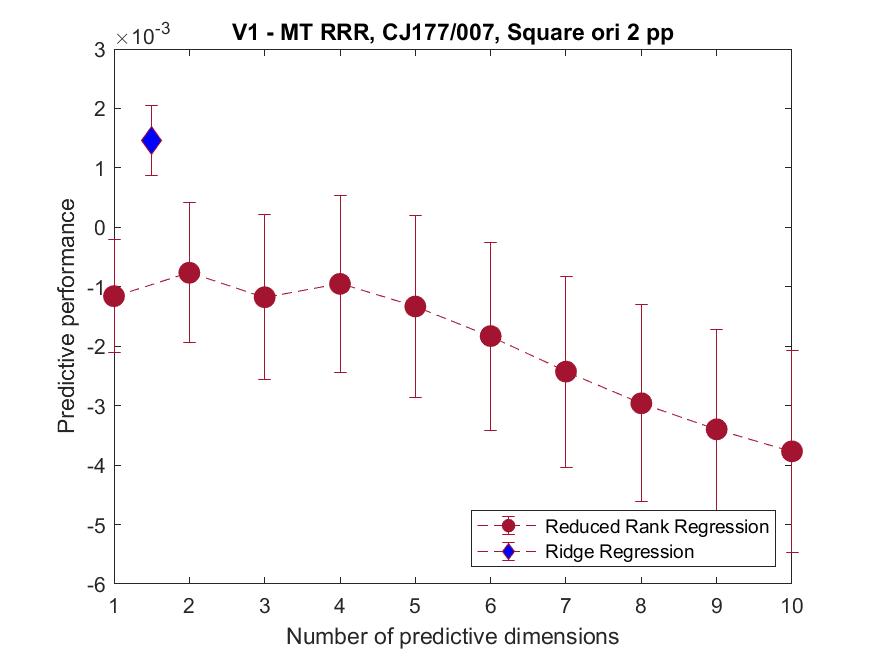 V1 - MT RRR, CJ177/007, Square ori 2 pp
×10-3
3
2
1
0
-1
-2
-3
-4
-5
-6
Predictive performance
Reduced Rank Regression
Ridge Regression
1 2 3 4 5 6 7 8 9 10
Number of predictive dimensions